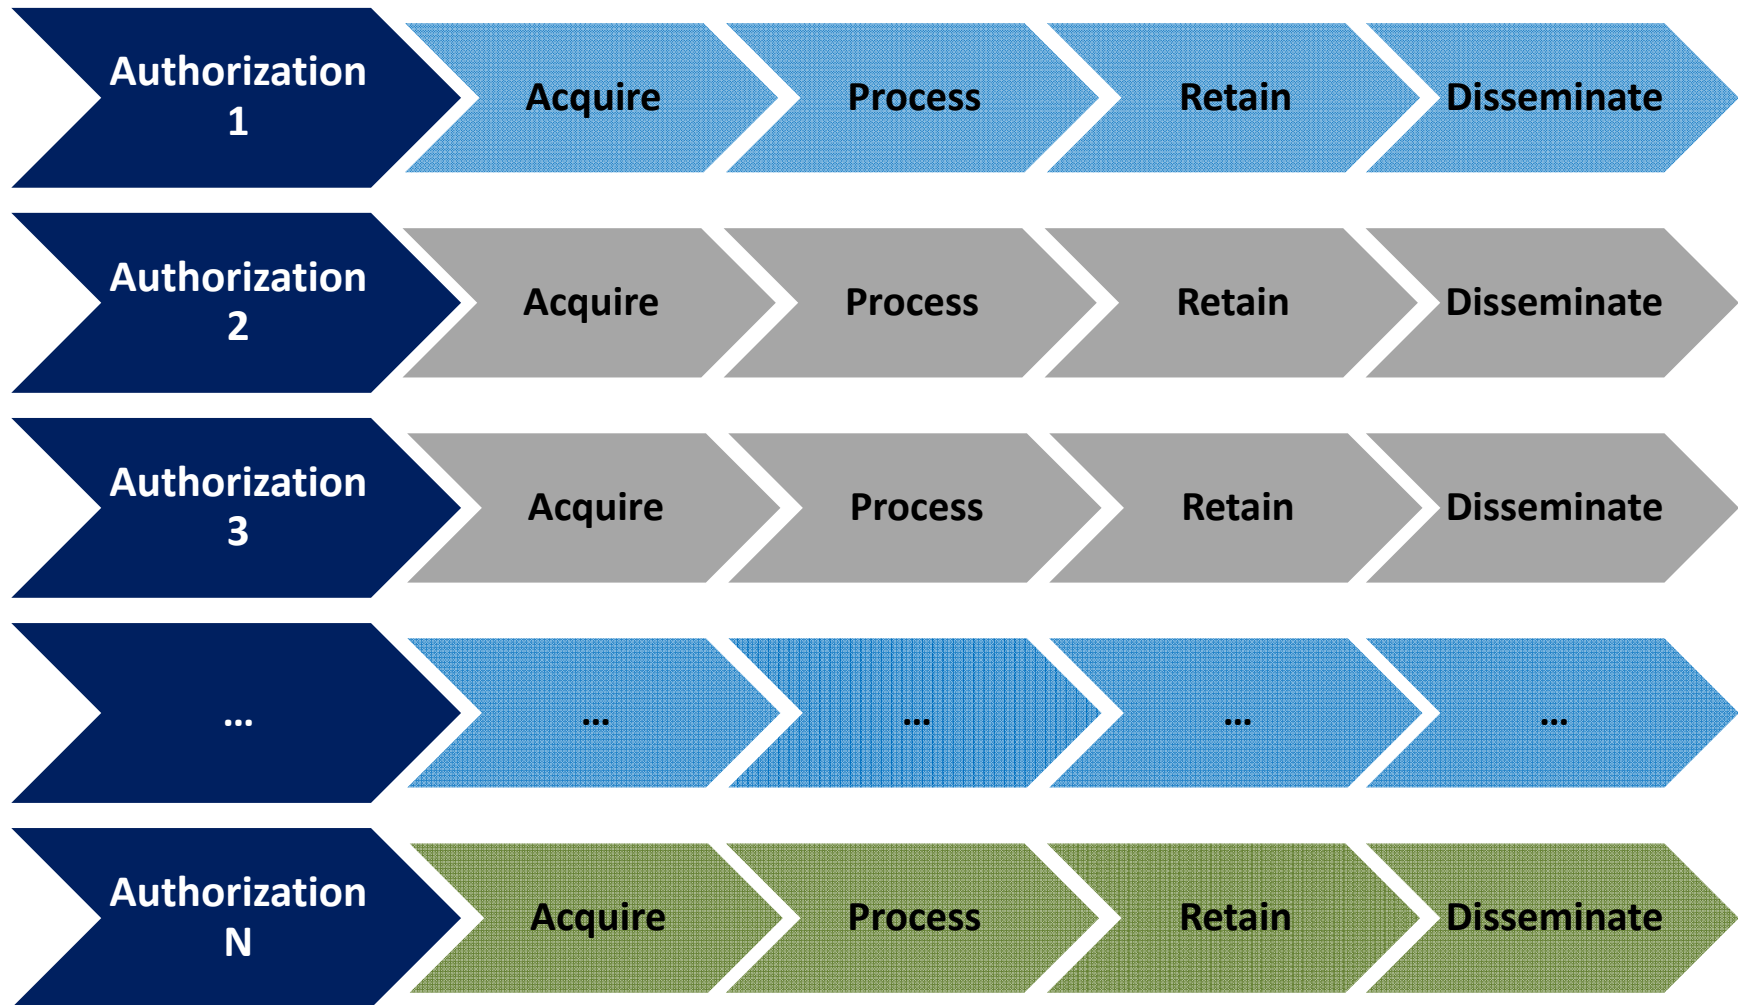 Authorization
1
Acquire
Process
Retain
Disseminate
Authorization
2
Acquire
Process
Retain
Disseminate
Authorization
3
Acquire
Process
Retain
Disseminate
...
...
...
...
...
Authorization
N
Acquire
Process
Retain
Disseminate